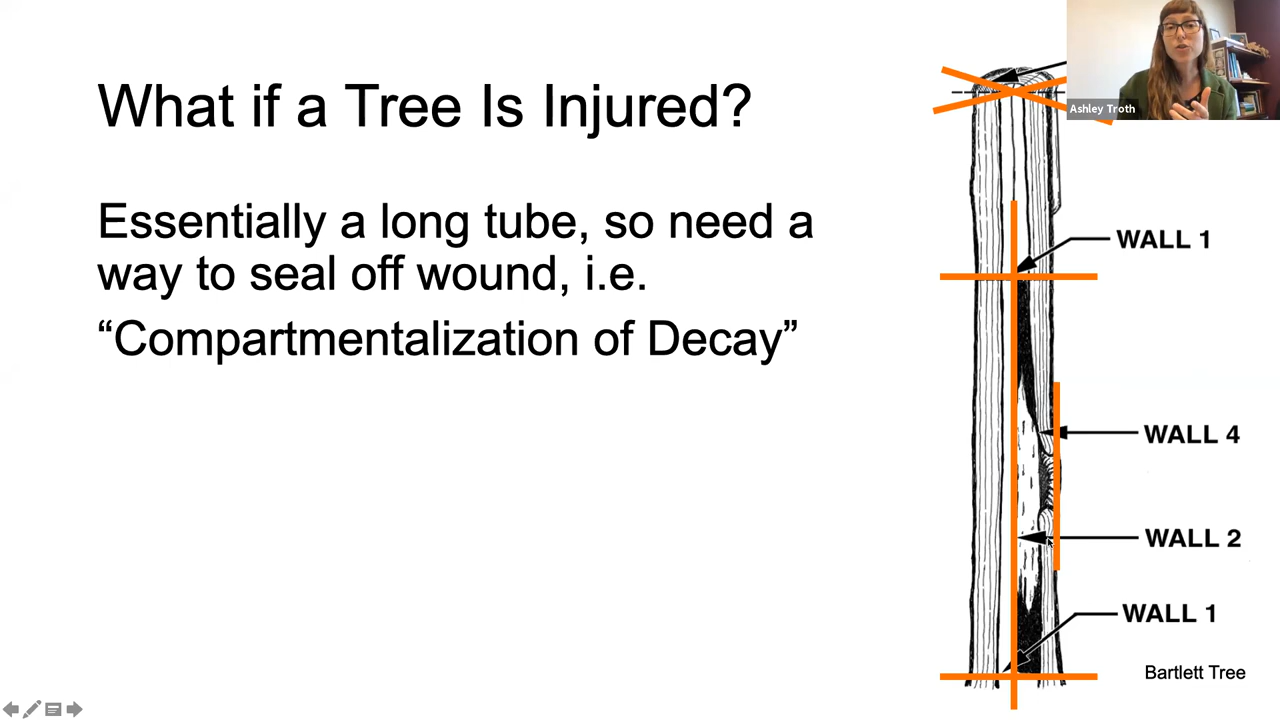 What if a Tree Is Injured?
Essentially a long tube, so need a
way to seal off wound, i.e.
“Compartmentalization of Decay”
Ashley Troth
WALL 1
WALL 4
WALL 2
WALL 1
Bartlett Tree